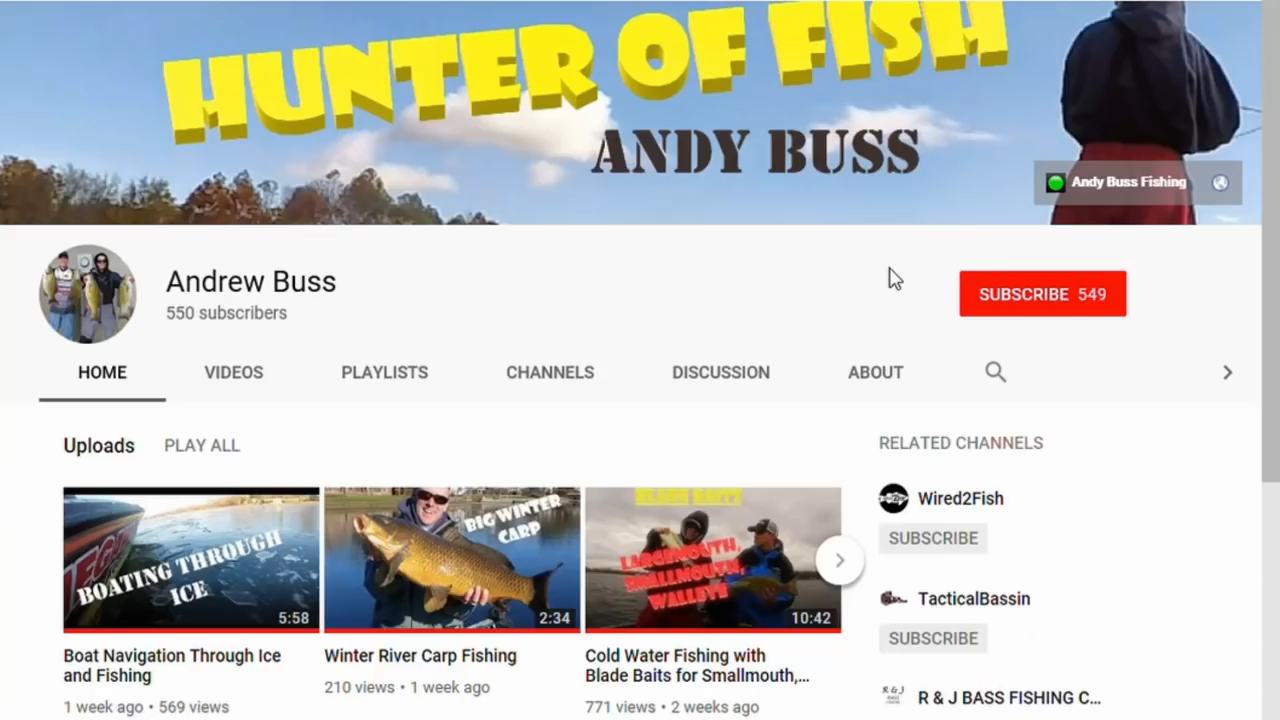 HUNTER OF FISH
ANDY BUSS
Andy Buss Fishing
Andrew Buss
550 subscribers
SUBSCRIBE 549
HOME VIDEOS PLAYLISTS CHANNELS DISCUSSION ABOUT
Uploads PLAY ALL
RELATED CHANNELS
BOATING THROUGH
ICE
5:58
BIG WINTER
CARP
2:34
BLADE BAITS
LARGEMOUTH,
SMALLMOUTH,
WALLEYE
10:42
Boat Navigation Through Ice
and Fishing
1 week ago • 569 views
Winter River Carp Fishing
210 views • 1 week ago
Cold Water Fishing with
Blade Baits for Smallmouth,...
771 views • 2 weeks ago
Wired2Fish
SUBSCRIBE
TacticalBassin
SUBSCRIBE
R & J
R & J BASS FISHING C...